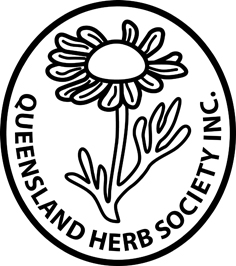 QUEENSLAND HERB SOCIETY INC.